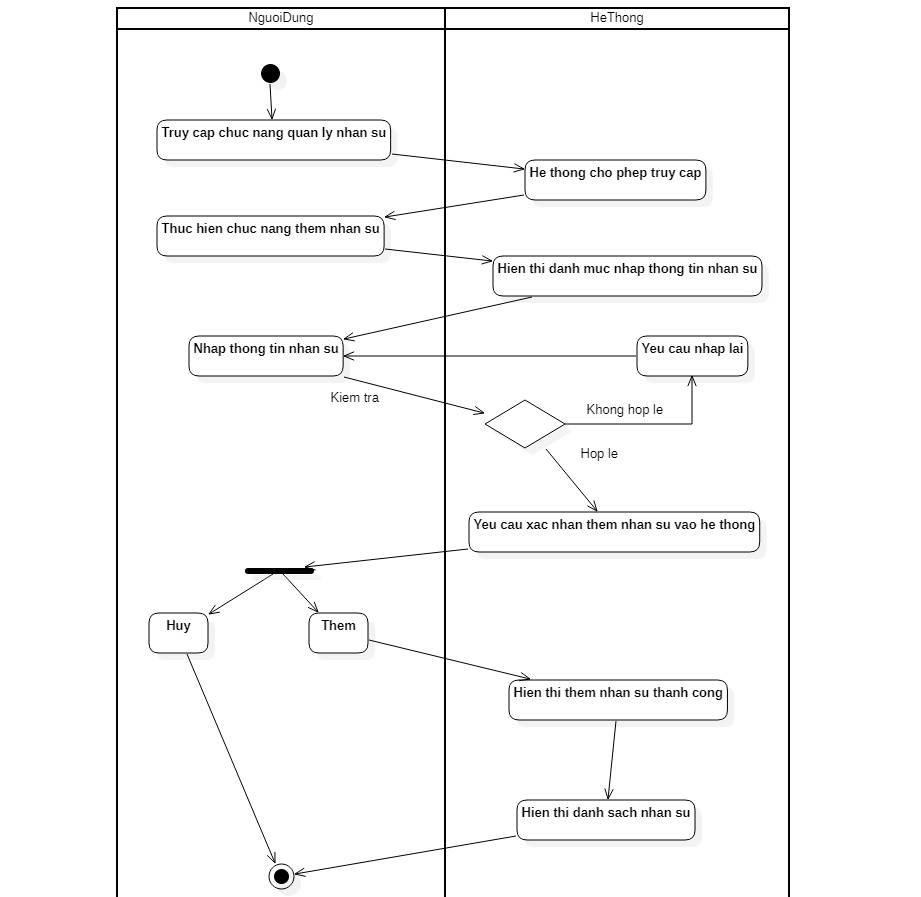 NguoiDung
HeThong
Truy cap chuc nang quan ly nhan su
He thong cho phep truy cap
Thuc hien chuc nang them nhan su
Hien thi danh muc nhap thong tin nhan su
Nhap thong tin nhan su
Yeu cau nhap lai
Kiem tra
Khong hop le
Hop le
Yeu cau xac nhan them nhan su vao he thong
Huy
Them
Hien thi them nhan su thanh cong
Hien thi danh sach nhan su